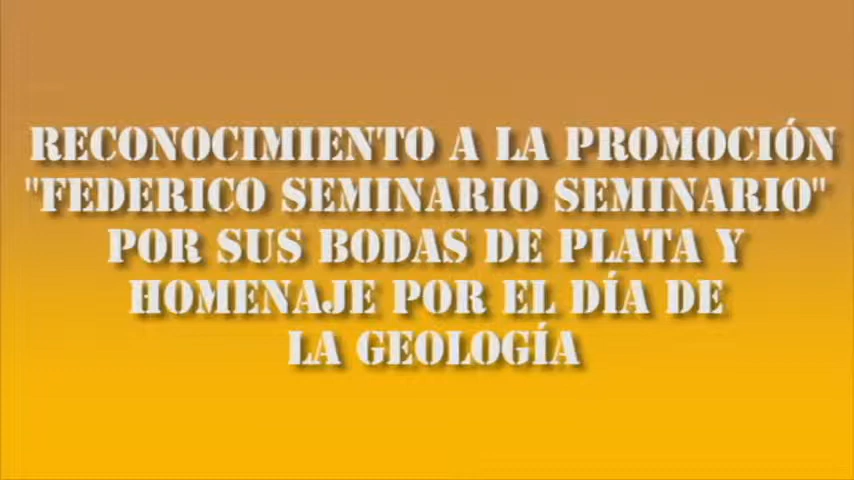 RECONOCIMIENTO A LA PROMOCIÓN
"FEDERICO SEMINARIO SEMINARIO"
POR SUS BODAS DE PLATA Y
HOMENAJE POR EL DÍA DE
LA GEOLOGÍA